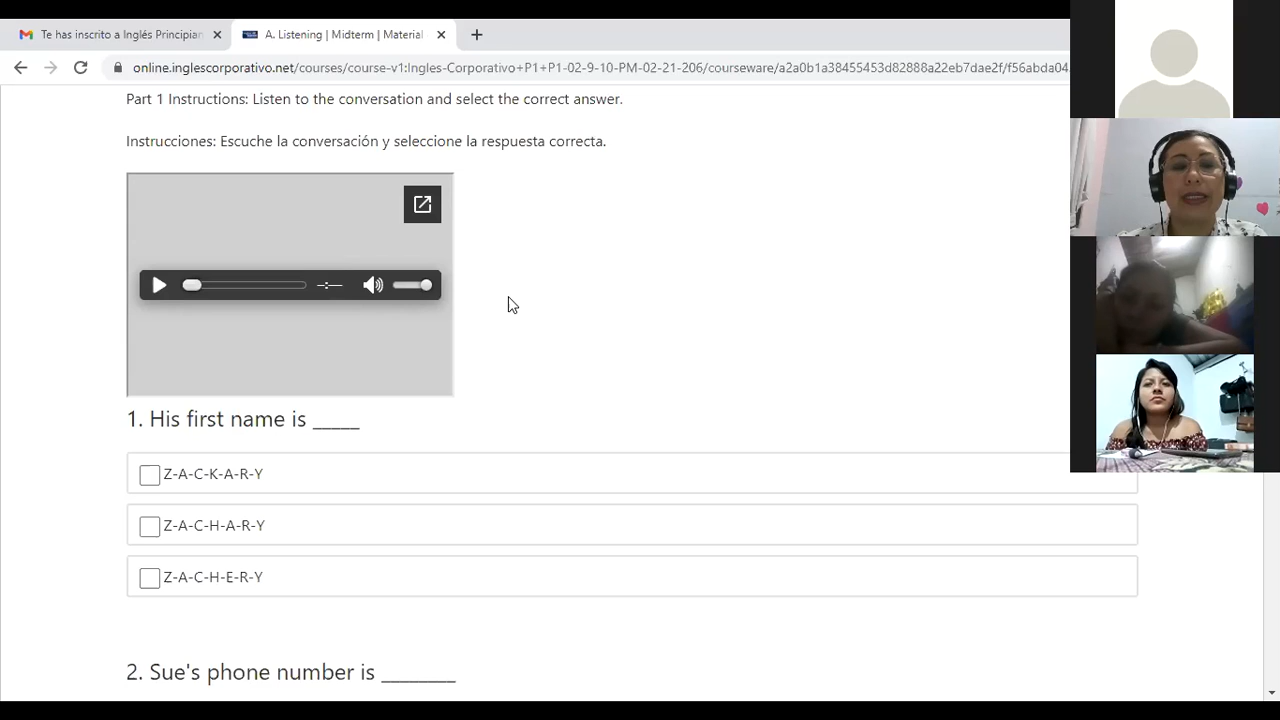 Te has inscrito a Inglés Principian
A. Listening | Midterm | Material
online.inglescorporativo.net/courses/course-v1:Ingles-Corporativo+P1+P1-02-9-10-PM-02-21-206/courseware/a2a0b1a38455453d82888a22eb7dae2f/f56abda04
Part 1 Instructions: Listen to the conversation and select the correct answer.
Instrucciones: Escuche la conversación y seleccione la respuesta correcta.
-:-
1. His first name is _____
Z-A-C-K-A-R-Y
Z-A-C-H-A-R-Y
Z-A-C-H-E-R-Y
2. Sue's phone number is ________